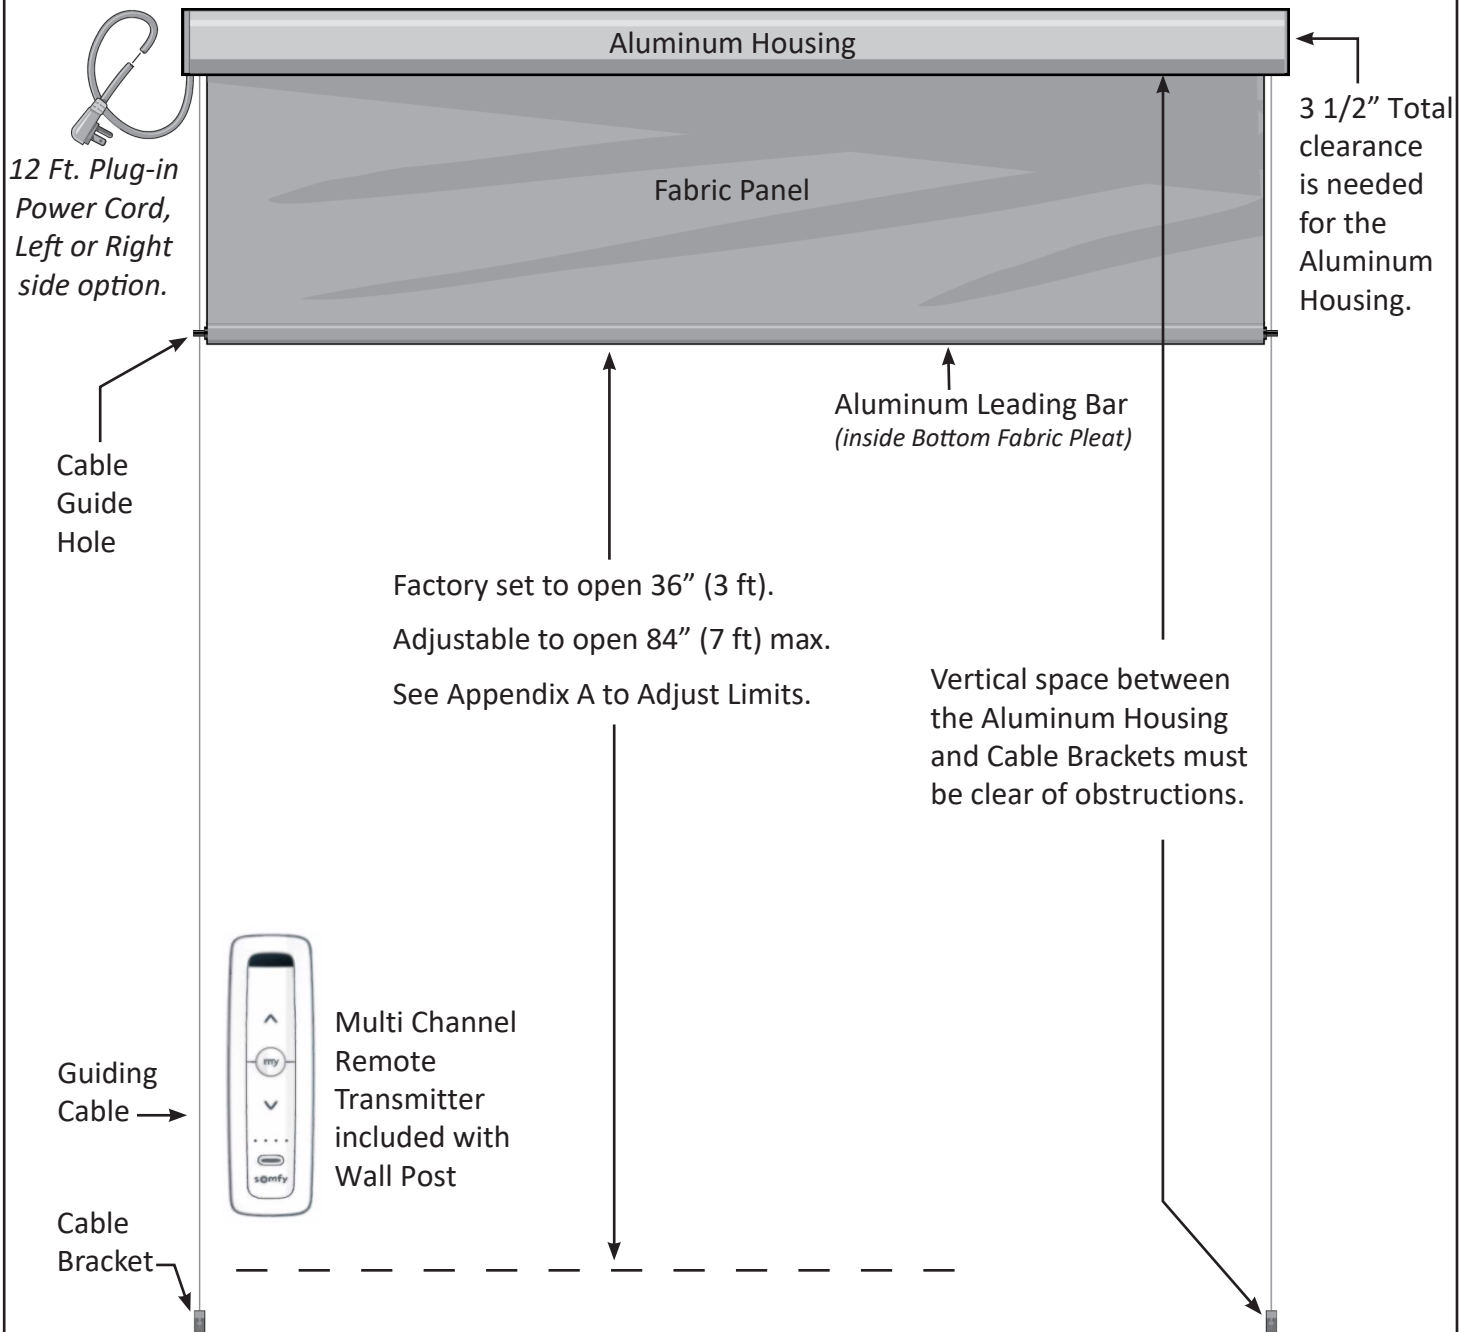 Aluminum Housing
3 1/2” Total
clearance
is needed
for the
Aluminum
Housing.
12 Ft. Plug-in
Power Cord,
Left or Right
side option.
Fabric Panel
Aluminum Leading Bar
(inside Bottom Fabric Pleat)
Cable
Guide
Hole
Factory set to open 36” (3 ft).
Adjustable to open 84” (7 ft) max.
See Appendix A to Adjust Limits.
Vertical space between
the Aluminum Housing
and Cable Brackets must
be clear of obstructions.
my
somfy
Multi Channel
Remote
Transmitter
included with
Wall Post
Guiding
Cable
Cable
Bracket